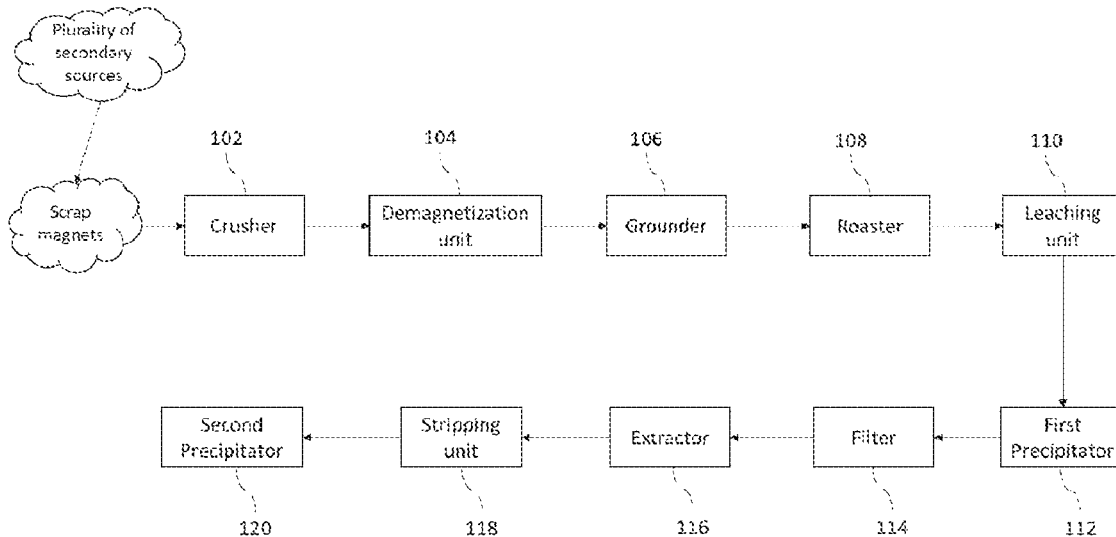 Plurality of
secondary
sources
102
104
106
108
110
Scrap
magnets
Crusher
Demagnetization
unit
Grounder
Roaster
Leaching
unit
Second
Precipitator
Stripping
unit
Extractor
Filter
First
Precipitator
120
118
116
114
112